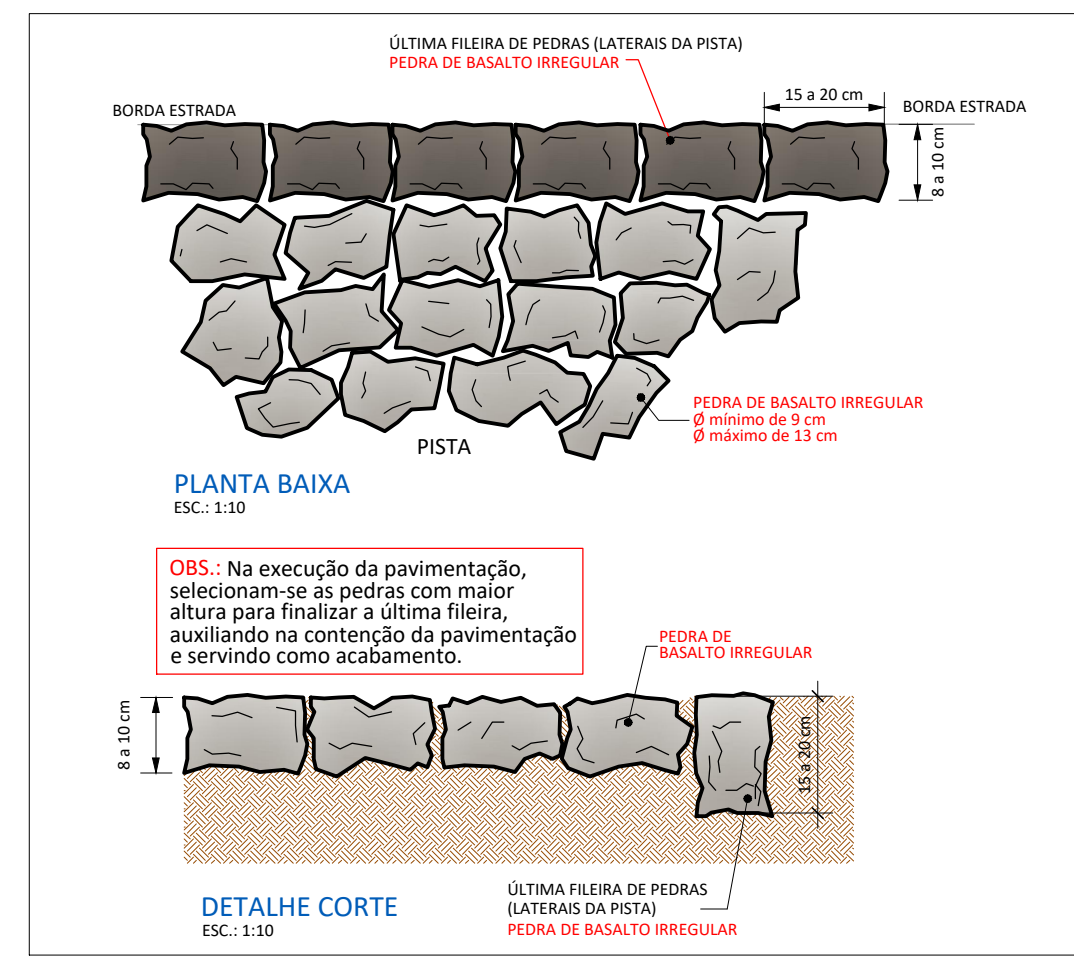 ÚLTIMA FILEIRA DE PEDRAS (LATERAIS DA PISTA)
PEDRA DE BASALTO IRREGULAR
15 a 20 cm
BORDA ESTRADA
BORDA ESTRADA
8 a 10 cm
PEDRA DE BASALTO IRREGULAR
Ø mínimo de 9 cm
Ø máximo de 13 cm
PISTA
PLANTA BAIXA
ESC.: 1:10
OBS.: Na execução da pavimentação,
selecionam-se as pedras com maior
altura para finalizar a última fileira,
auxiliando na contenção da pavimentação
e servindo como acabamento.
PEDRA DE
BASALTO IRREGULAR
8 a 10 cm
15 a 20 cm
ÚLTIMA FILEIRA DE PEDRAS
(LATERAIS DA PISTA)
PEDRA DE BASALTO IRREGULAR
DETALHE CORTE
ESC.: 1:10